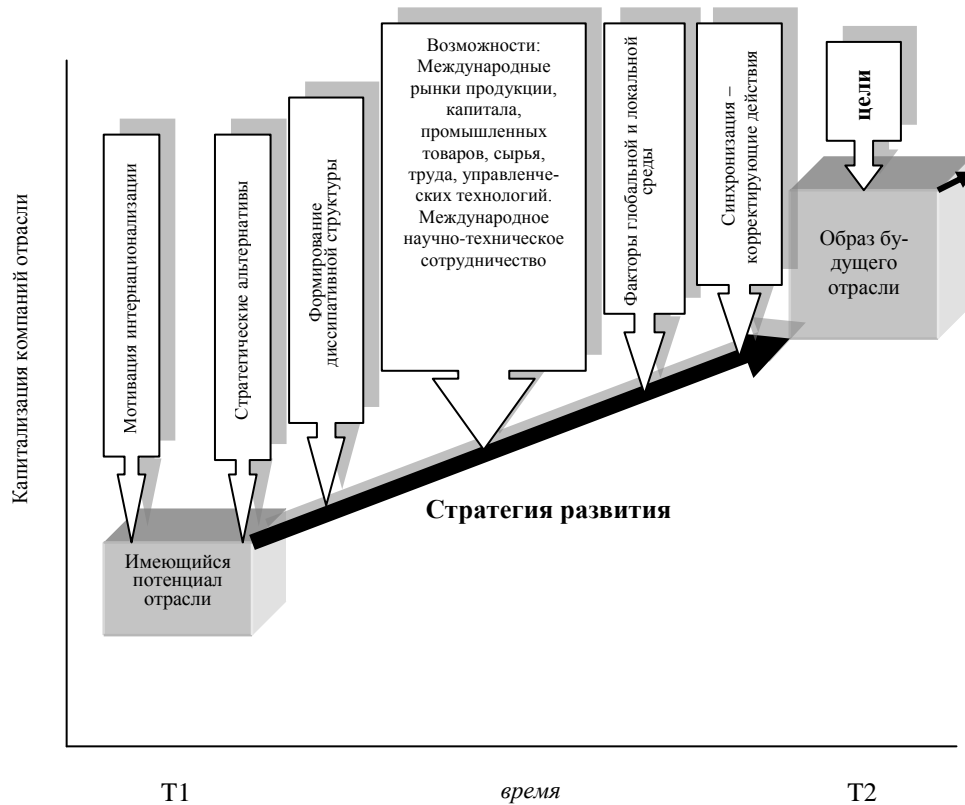 Капитализация компаний отрасли
Мотивация интернационализации
Стратегические альтернативы
Формирование
диссипативной структуры
Возможности:
Международные
рынки продукции,
капитала,
промышленных
товаров, сырья,
труда, управленче-
ских технологий.
Международное
научно-техническое
сотрудничество
Факторы глобальной и локальной
среды
Синхронизация –
корректирующие действия
цели
Образ бу-
дущего
отрасли
Стратегия развития
Имеющийся
потенциал
отрасли
T1
время
T2